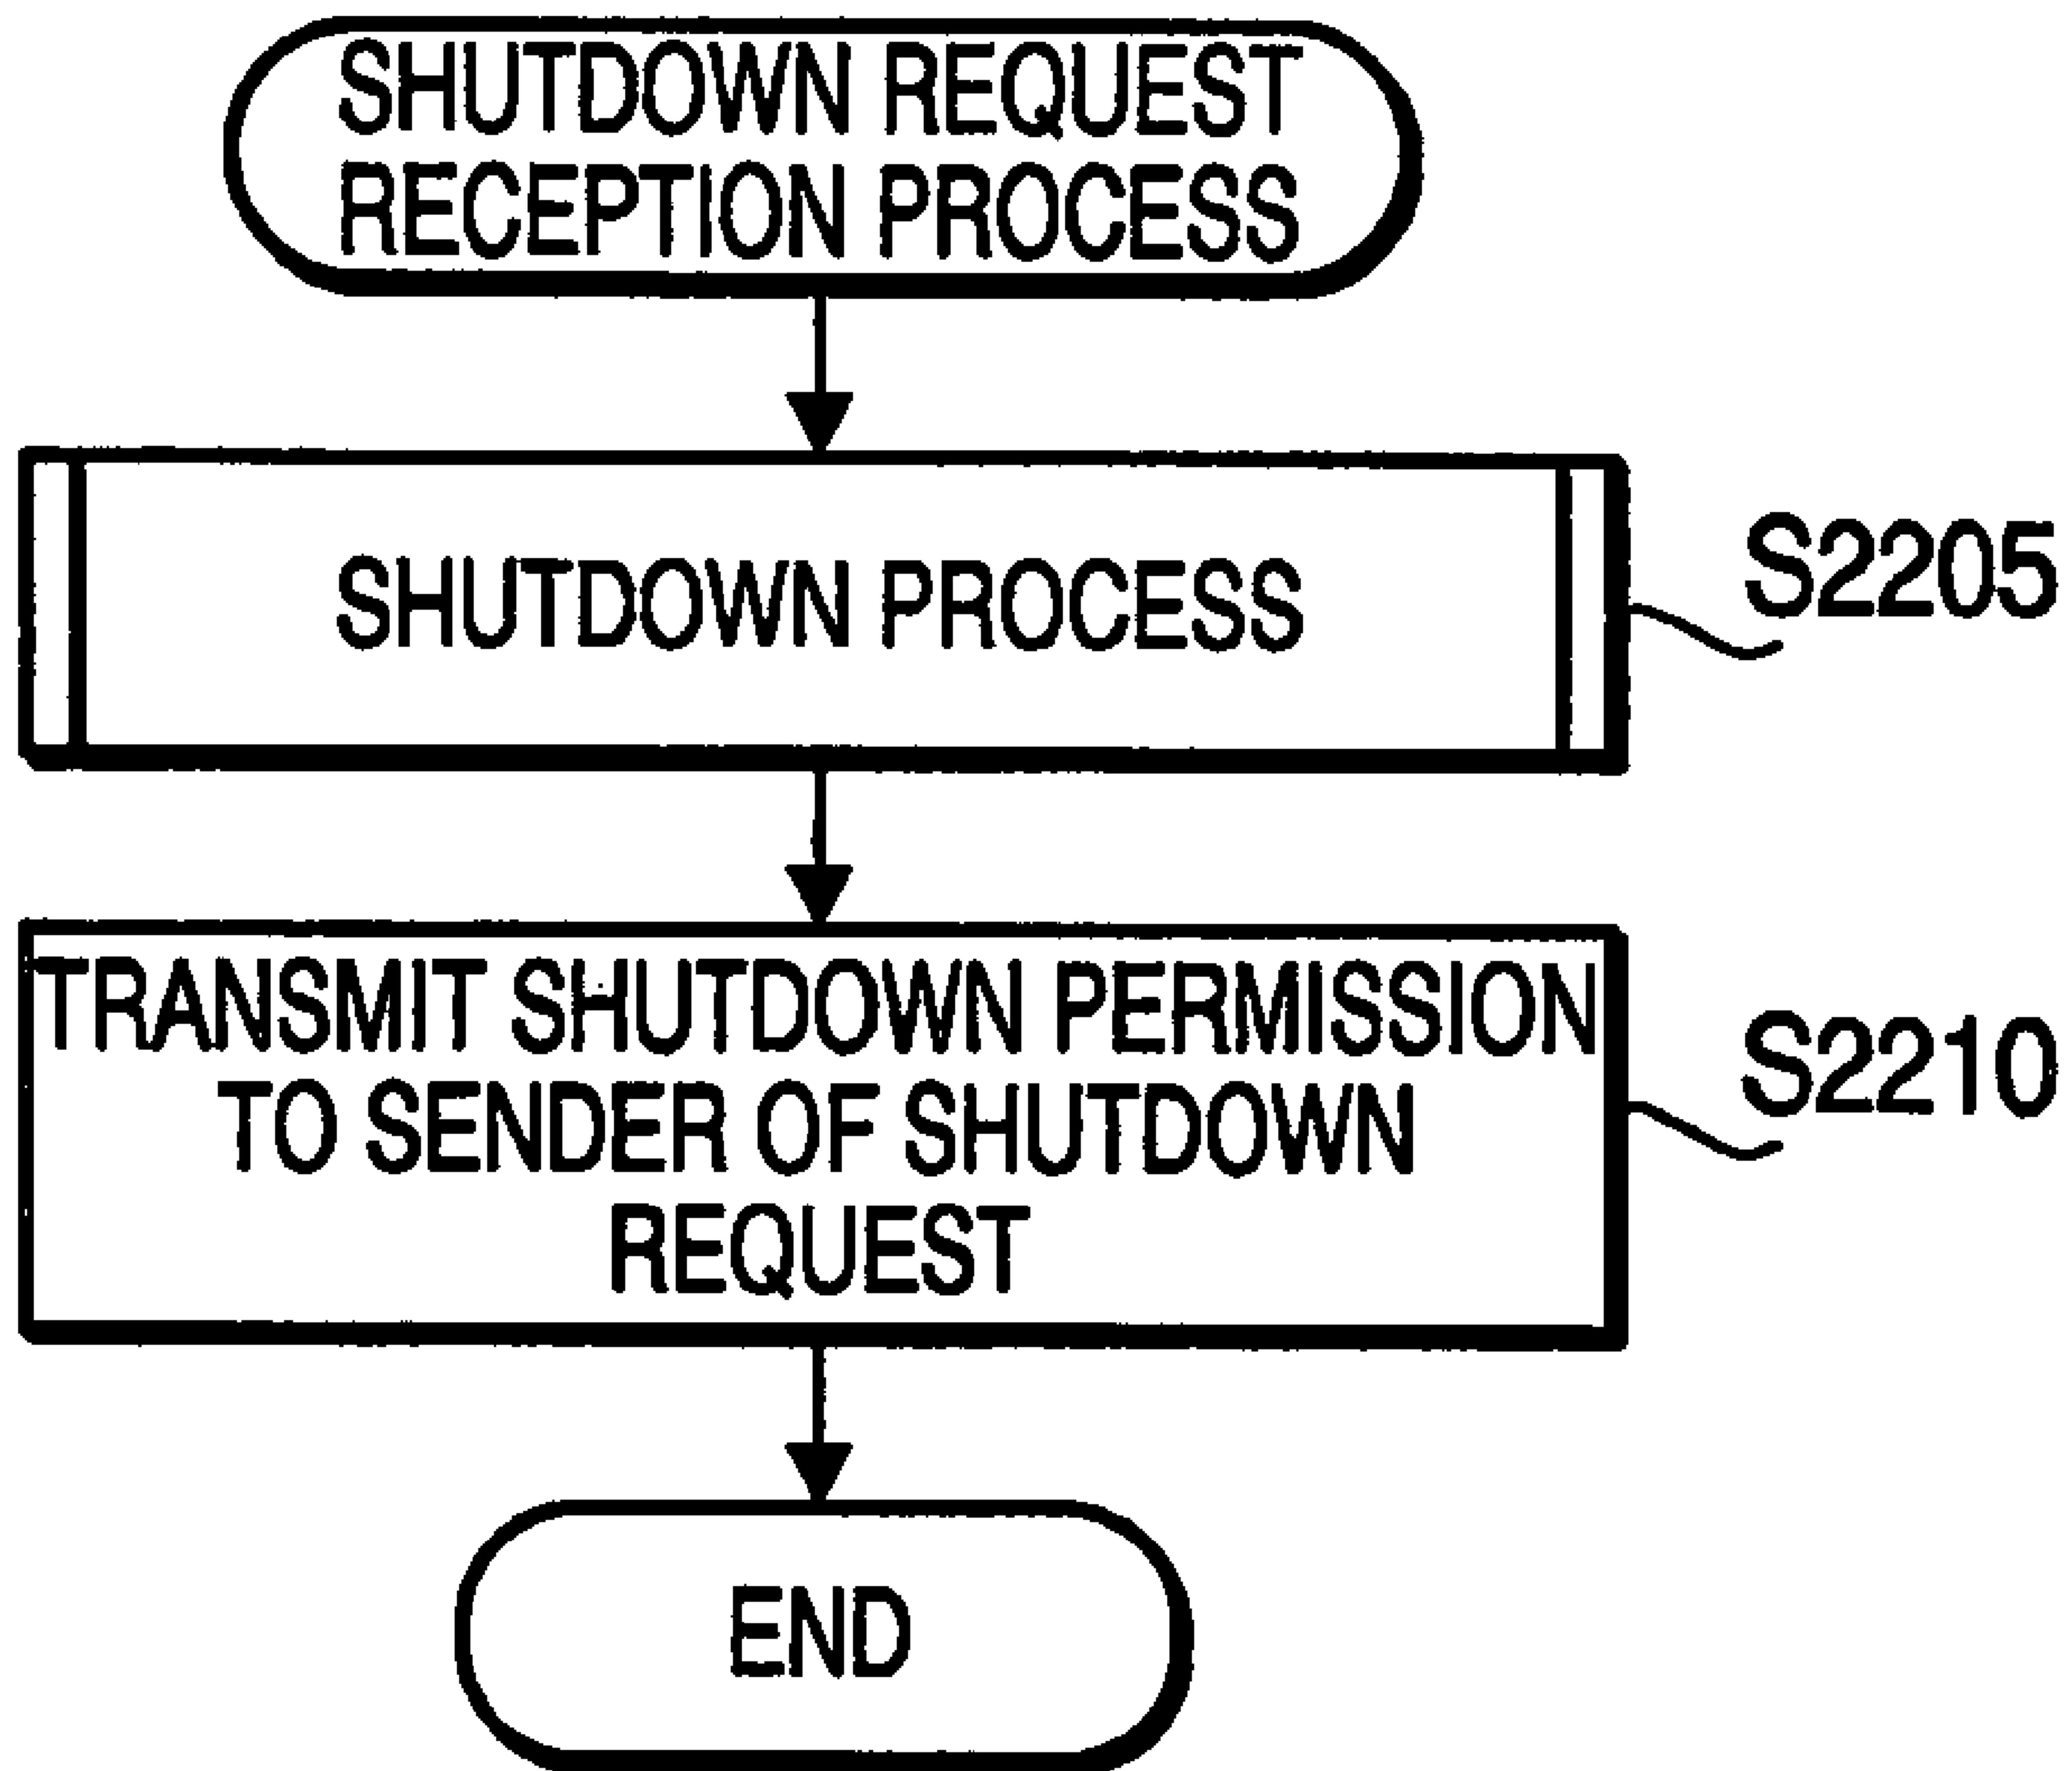 SHUTDOWN REQUEST
RECEPTION PROCESS
SHUTDOWN PROCESS
S2205
TRANSMIT SHUTDOWN PERMISSION
TO SENDER OF SHUTDOWN
REQUEST
S2210
END